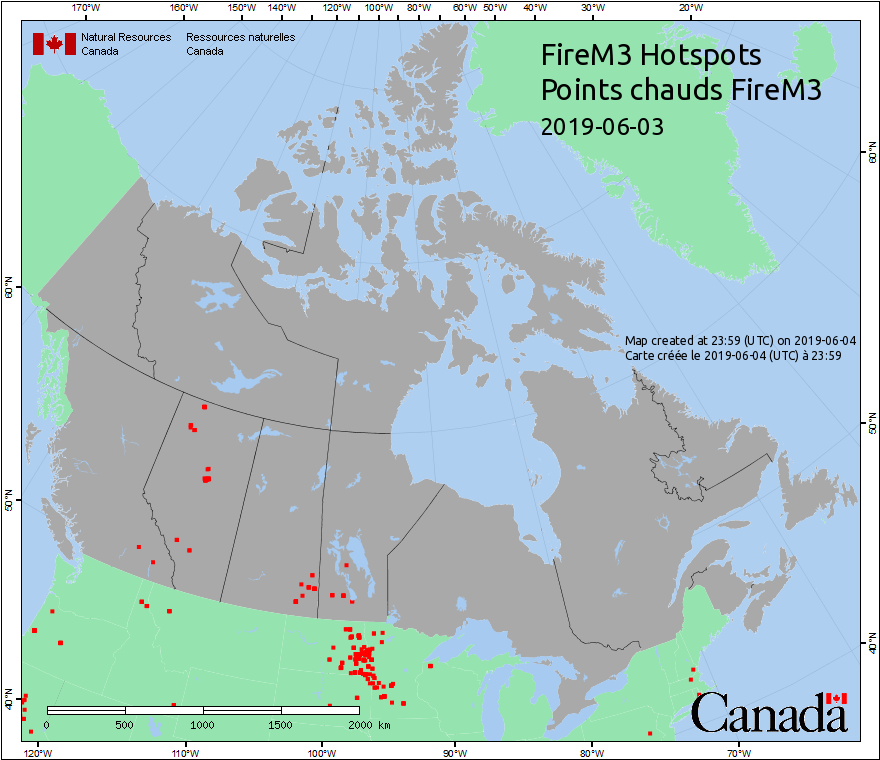 170°W 160°W 150°W 140°W 130°W 120°W 110°W 100°W 90°W 80°W 70°W 60°W 50°W 40°W 30°W 20°W
Natural Resources Ressources naturelles
Canada Canada
FireM3 Hotspots
Points chauds FireM3
2019-06-03
60°N
60°N
Map created at 23:59 (UTC) on 2019-06-04
Carte créée le 2019-06-04 (UTC) à 23:59
50°N
50°N
40°N
40°N
Canada
0 500 1000 1500 2000 km
120°W 110°W 100°W 90°W 80°W 70°W